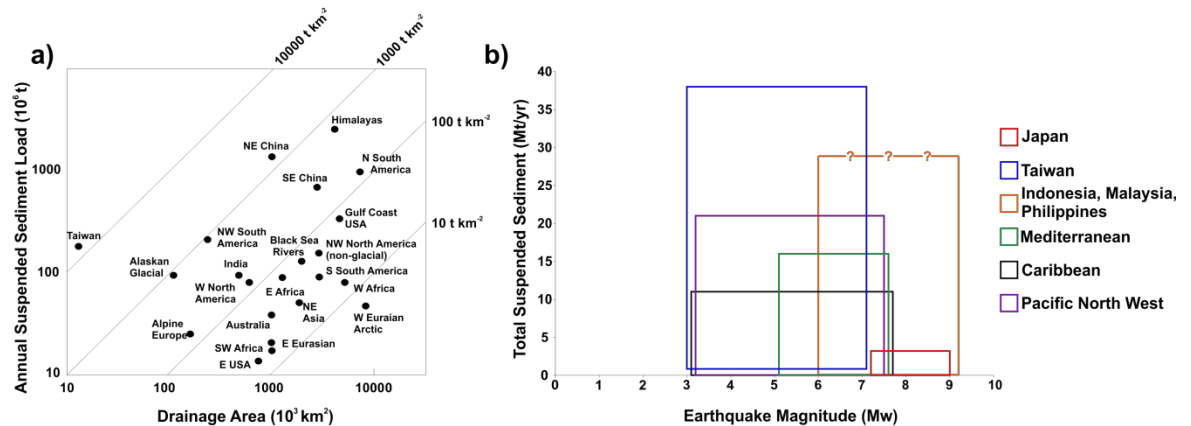 a)
10000 t km⁻²
1000 t km⁻²
100 t km⁻²
10 t km⁻²
Annual Suspended Sediment Load (10⁶ t)
1000
100
10
Himalayas
NE China
N South
America
SE China
Gulf Coast
USA
Taiwan
NW South
America
Black Sea
Rivers
NW North America
(non-glacial)
Alaskan
Glacial
India
S South America
W North
America
E Africa
W Africa
NE
Asia
W Euraian
Arctic
Alpine
Europe
Australia
SW Africa
E Eurasian
E USA
10
100
1000
10000
Drainage Area (10³ km²)
b)
Total Suspended Sediment (Mt/yr)
40
35
30
25
20
15
10
5
0
? ? ?
0 1 2 3 4 5 6 7 8 9 10
Earthquake Magnitude (Mw)
Japan
Taiwan
Indonesia, Malaysia,
Philippines
Mediterranean
Caribbean
Pacific North West